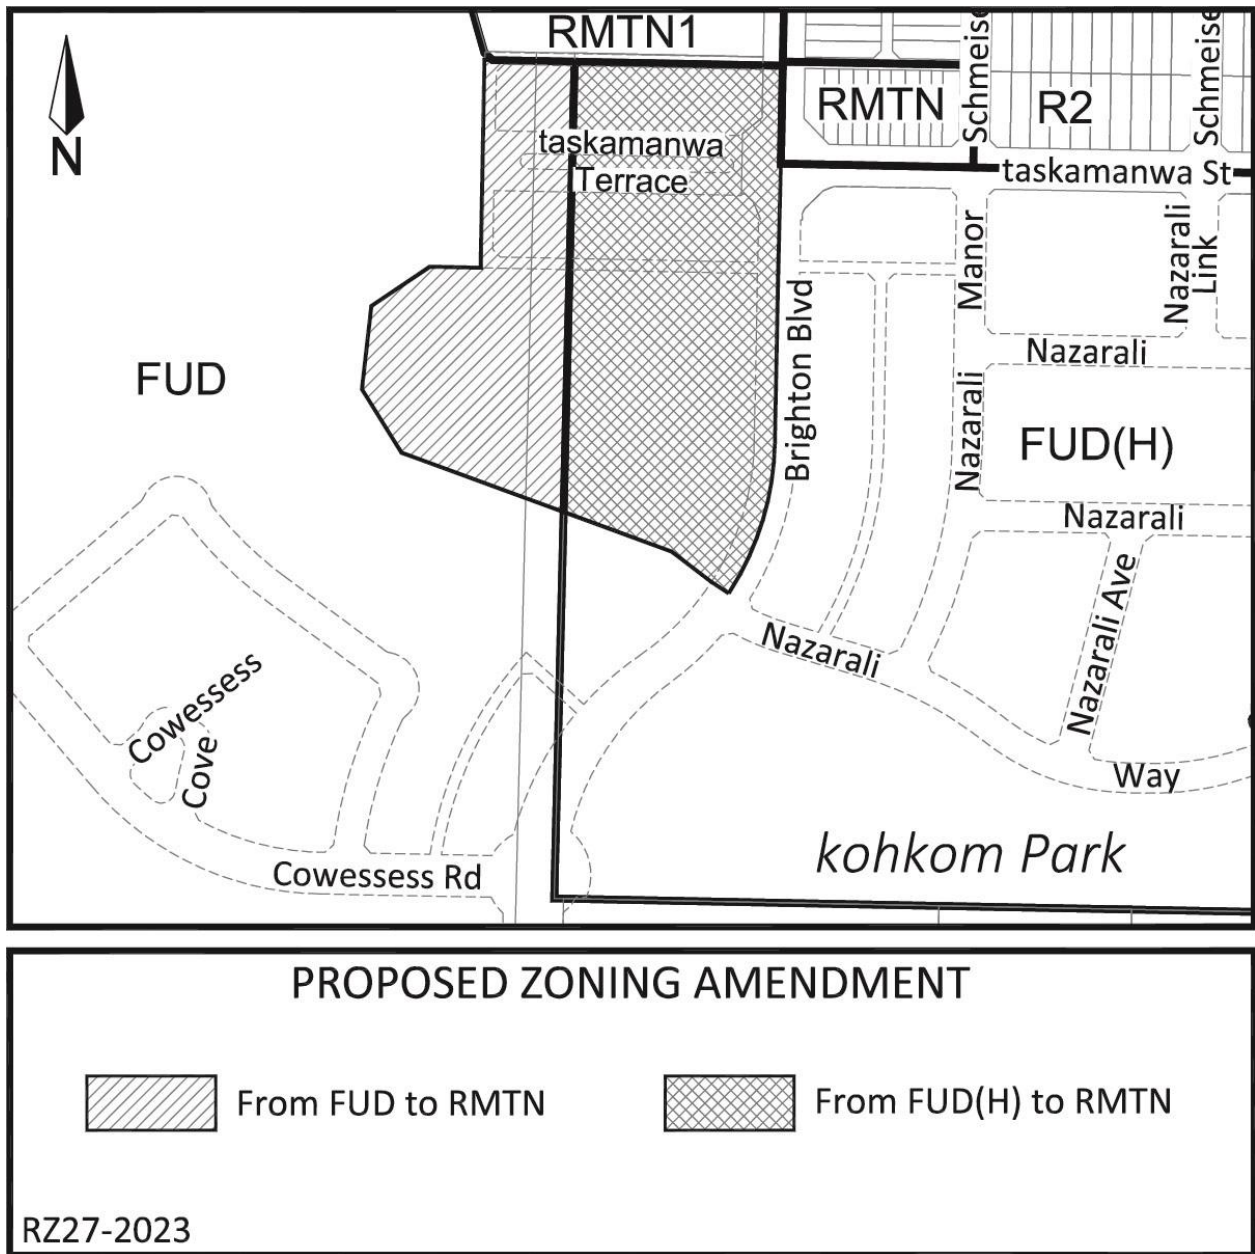 RMTN1
N
RMTN
Schmeise
R2
Schmeise
taskamanwa
Terrace
taskamanwa St
Manor
Nazarali
Link
Brighton Blvd
Nazarali
FUD
Nazarali
FUD(H)
Nazarali
Nazarali Ave
Nazarali
Cowessess
Cove
Way
kohkom Park
Cowessess Rd
PROPOSED ZONING AMENDMENT
From FUD to RMTN
From FUD(H) to RMTN
RZ27-2023